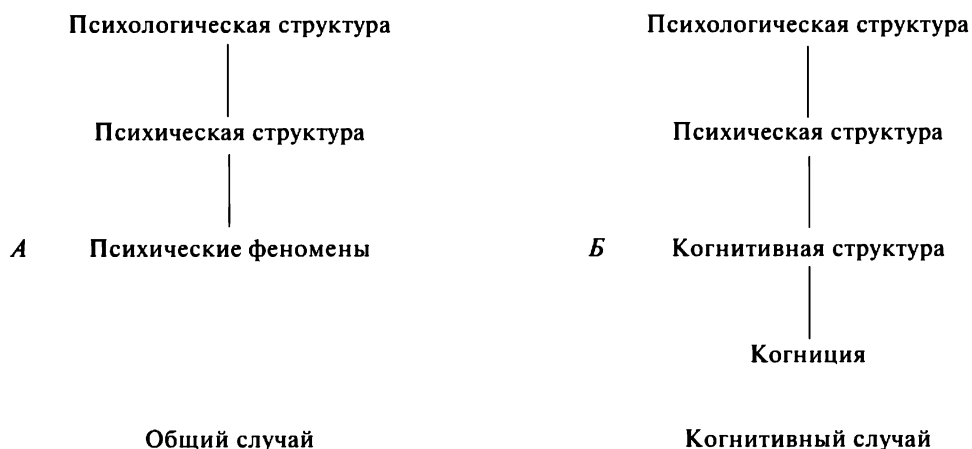 Психологическая структура
Психическая структура
А Психические феномены
Общий случай
Психологическая структура
Психическая структура
Б Когнитивная структура
Когниция
Когнитивный случай